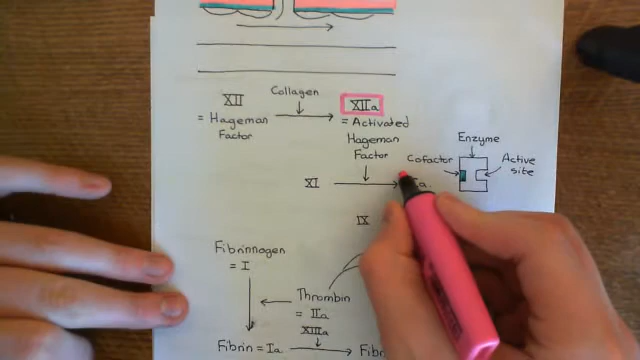 Collagen
XII
XIIa
= Hageman
Factor
= Activated
Hageman
Factor
Enzyme
Cofactor
Active
site
XI
IX
Fibrinnogen
= I
Thrombin
= IIa
XIIIa
Fibrin = Ia